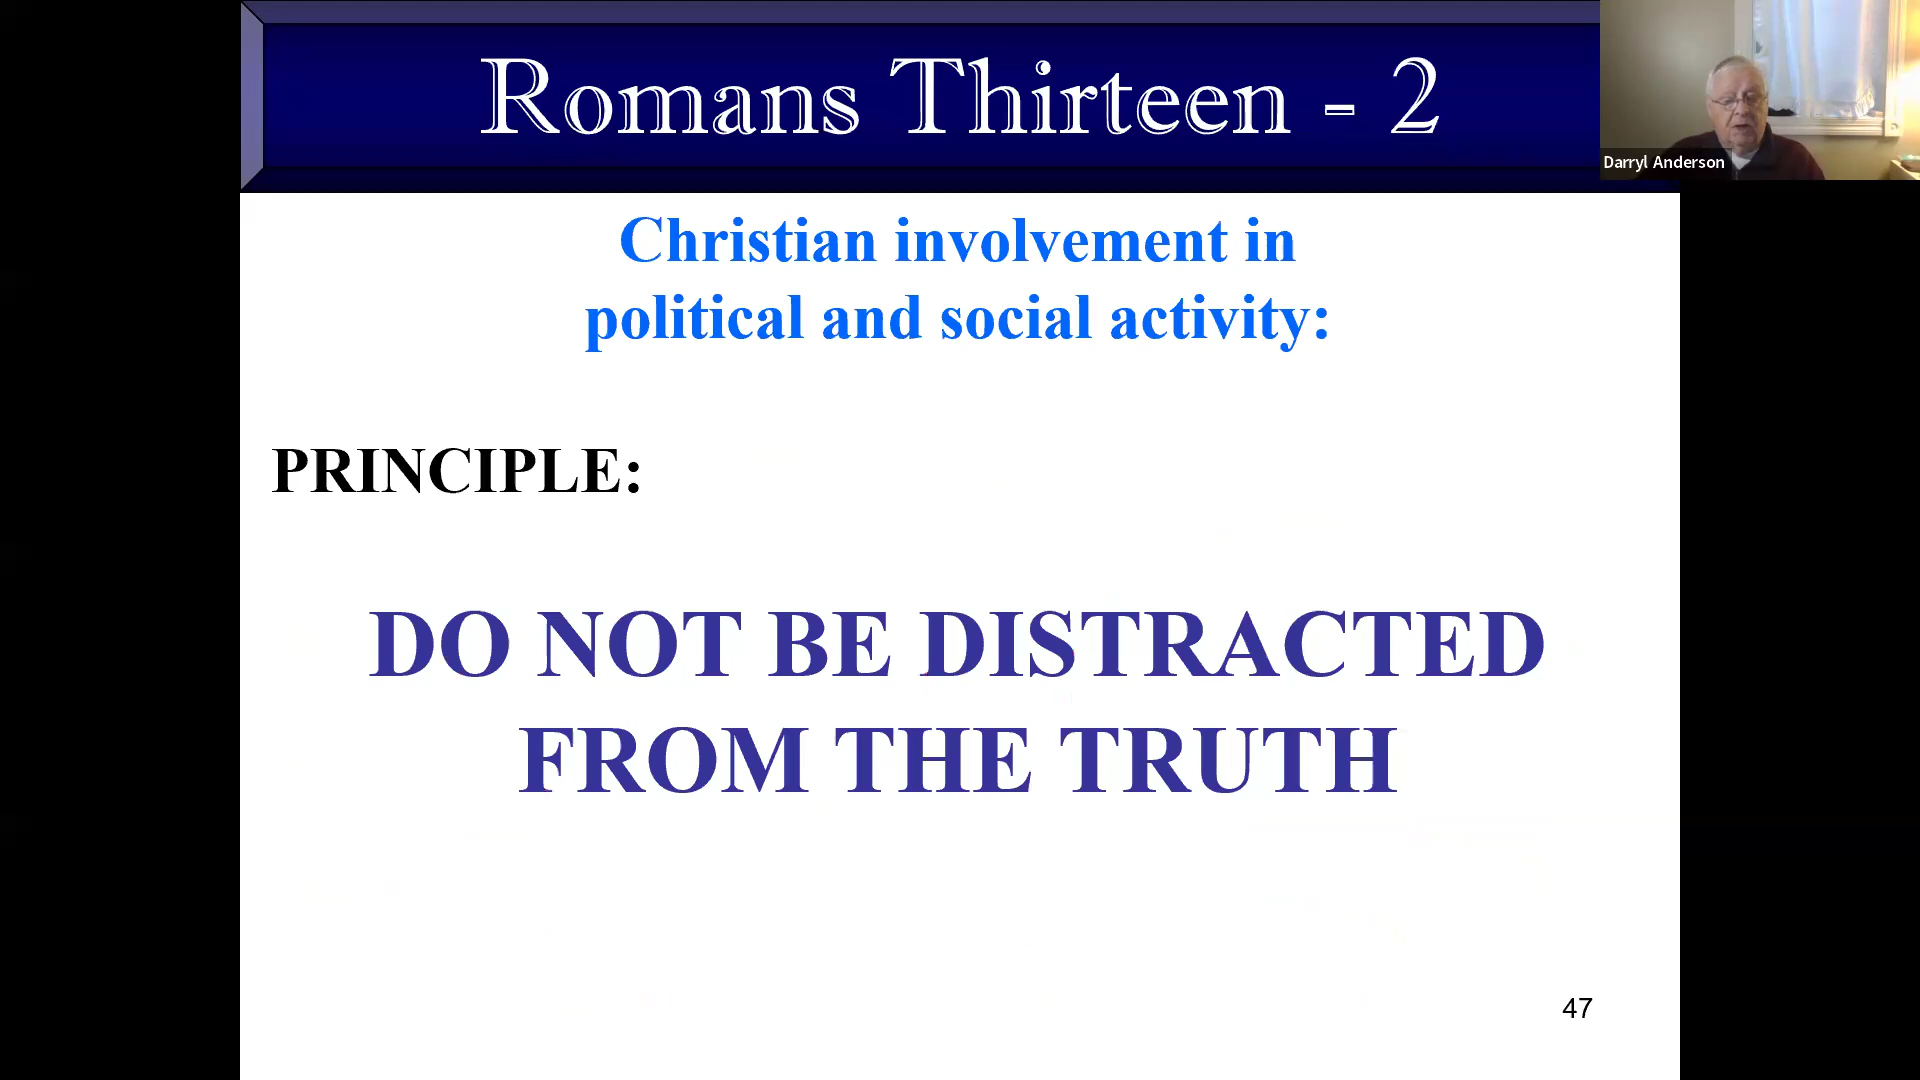 Romans Thirteen - 2
Darryl Anderson
Christian involvement in
political and social activity:
PRINCIPLE:
DO NOT BE DISTRACTED
FROM THE TRUTH
47